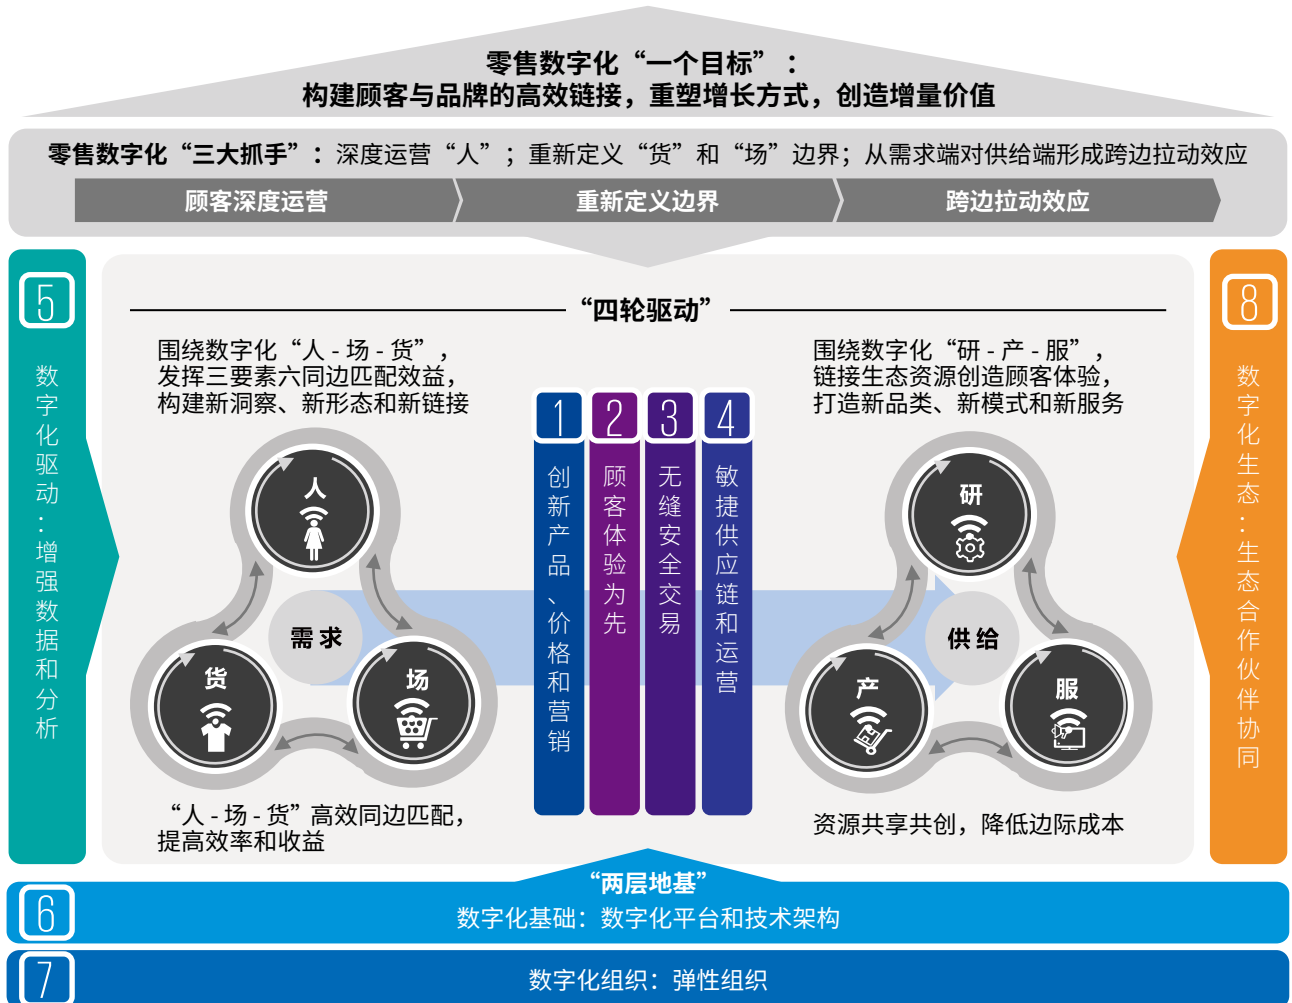 零售数字化“一个目标”：
构建顾客与品牌的高效链接，重塑增长方式，创造增量价值
零售数字化“三大抓手”：深度运营“人”；重新定义“货”和“场”边界；从需求端对供给端形成跨边拉动效应
顾客深度运营
重新定义边界
跨边拉动效应
5
数字化驱动：增强数据和分析
“四轮驱动”
围绕数字化“人-场-货”，
发挥三要素六同边匹配效益，
构建新洞察、新形态和新链接
人
需求
货
场
“人-场-货”高效同边匹配，
提高效率和收益
1
创新产品、价格和营销
2
顾客体验为先
3
无缝安全交易
4
敏捷供应链和运营
围绕数字化“研-产-服”，
链接生态资源创造顾客体验，
打造新品类、新模式和新服务
研
供给
产
服
资源共享共创，降低边际成本
8
数字化生态：生态合作伙伴协同
“两层地基”
6
数字化基础：数字化平台和技术架构
7
数字化组织：弹性组织